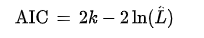 AIC = 2k − 2 ln(L̂)